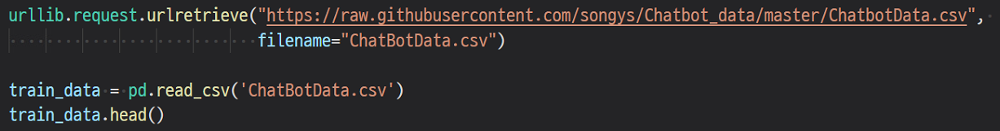 urllib.request.urlretrieve("https://raw.githubusercontent.com/songys/Chatbot_data/master/ChatbotData.csv",
filename="ChatBotData.csv")
train_data = pd.read_csv('ChatBotData.csv')
train_data.head()